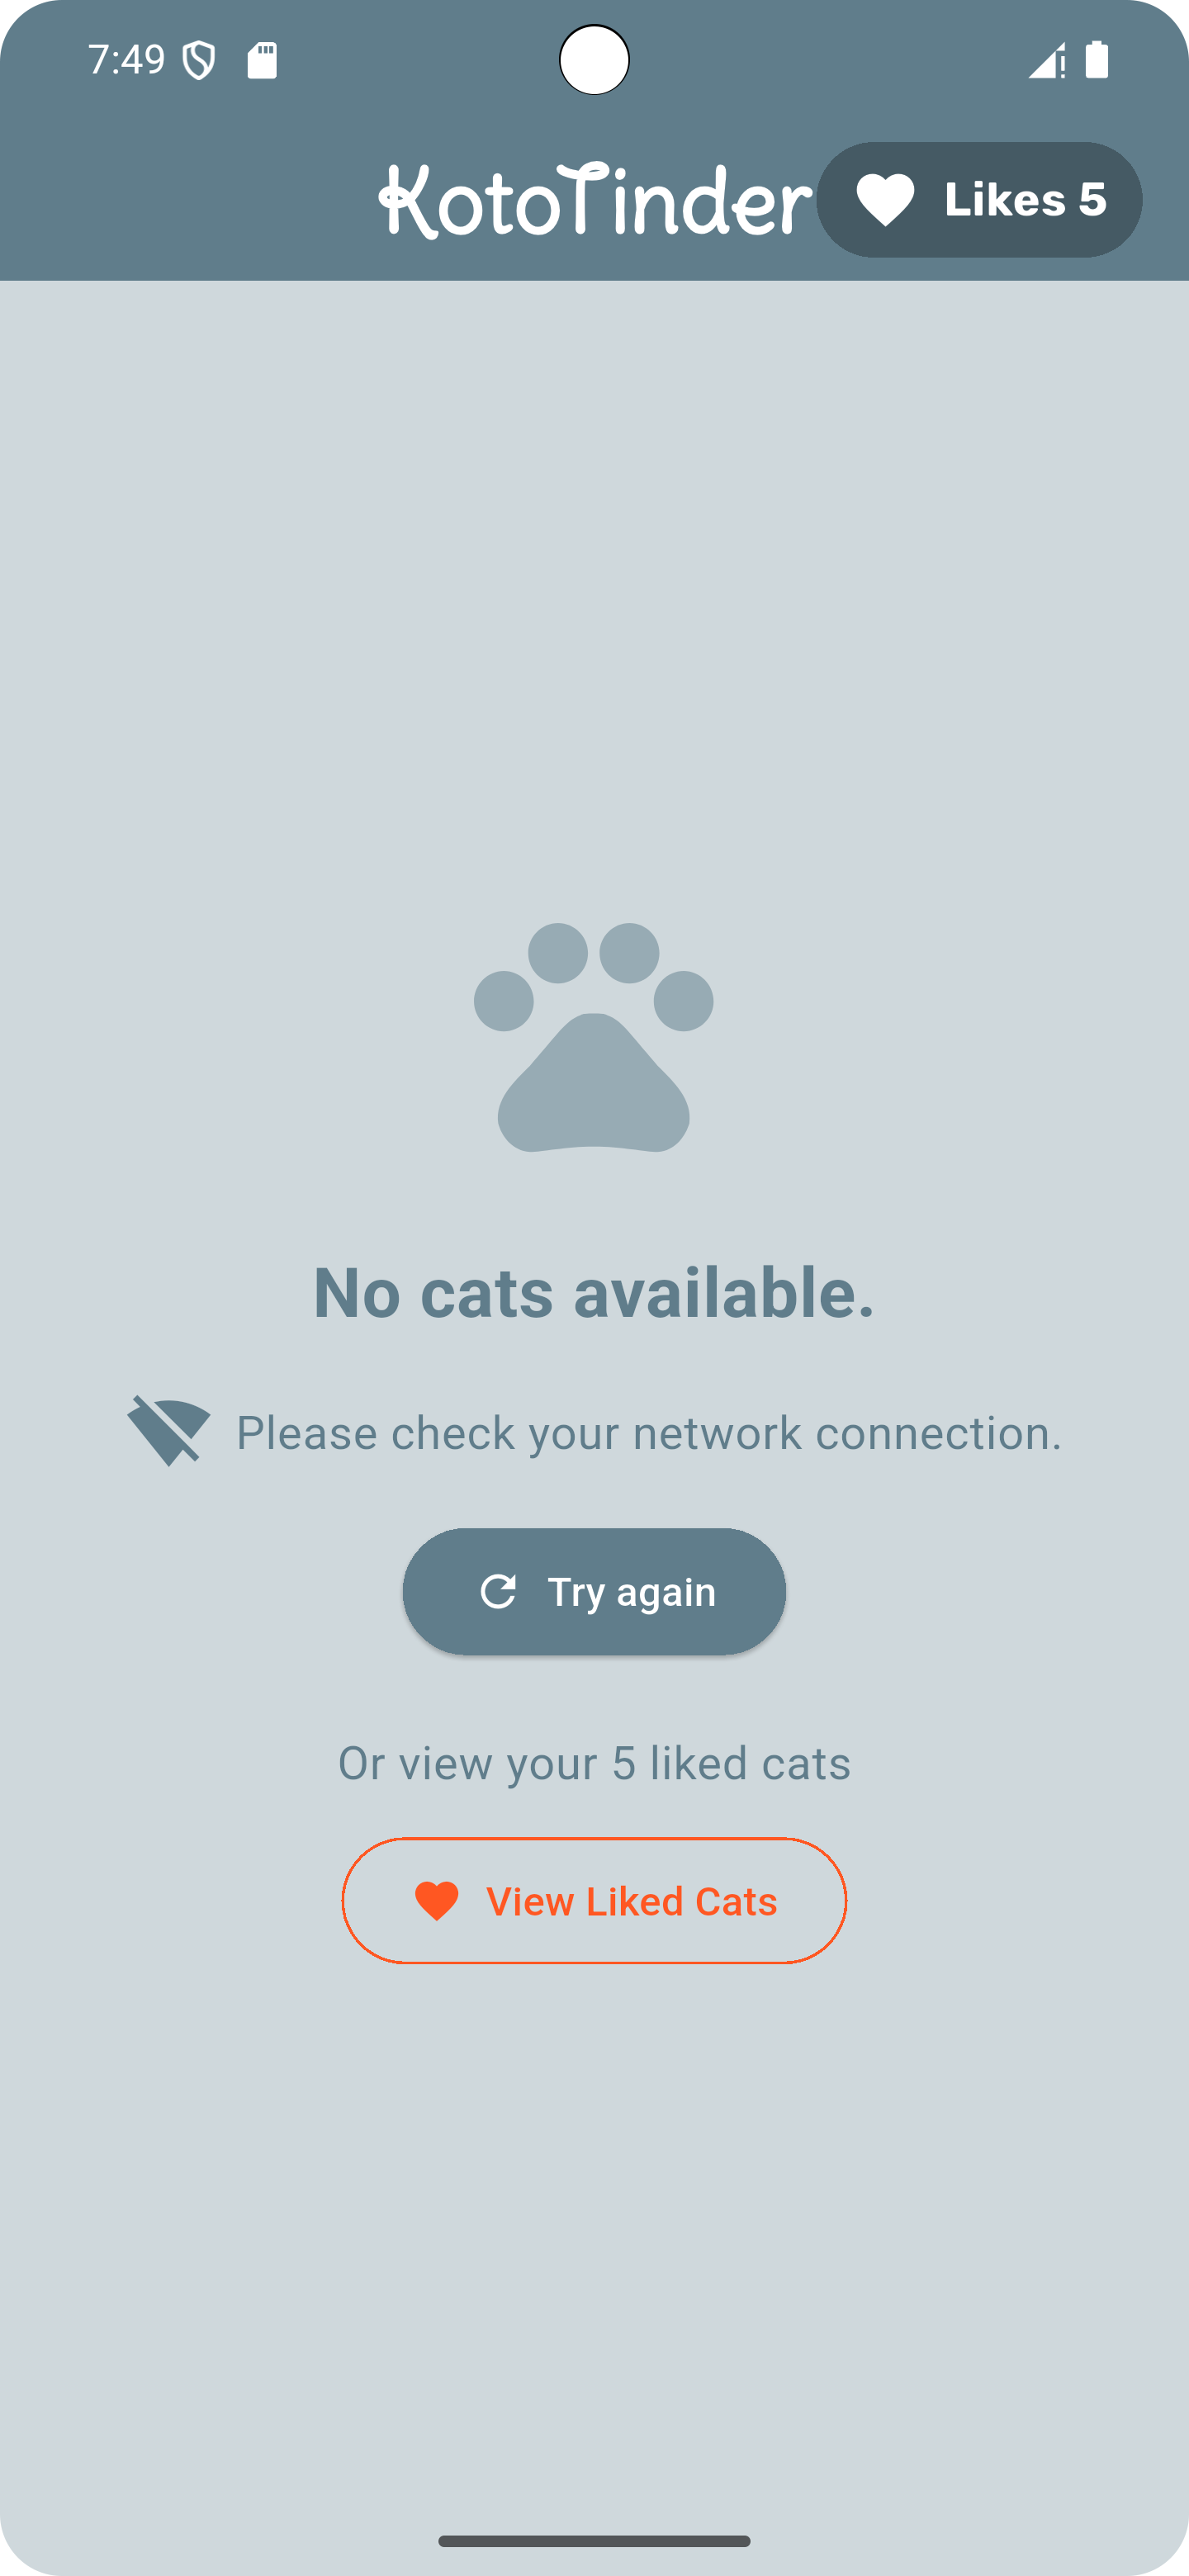 7:49
KotoTinder
Likes 5
No cats available.
Please check your network connection.
Try again
Or view your 5 liked cats
View Liked Cats